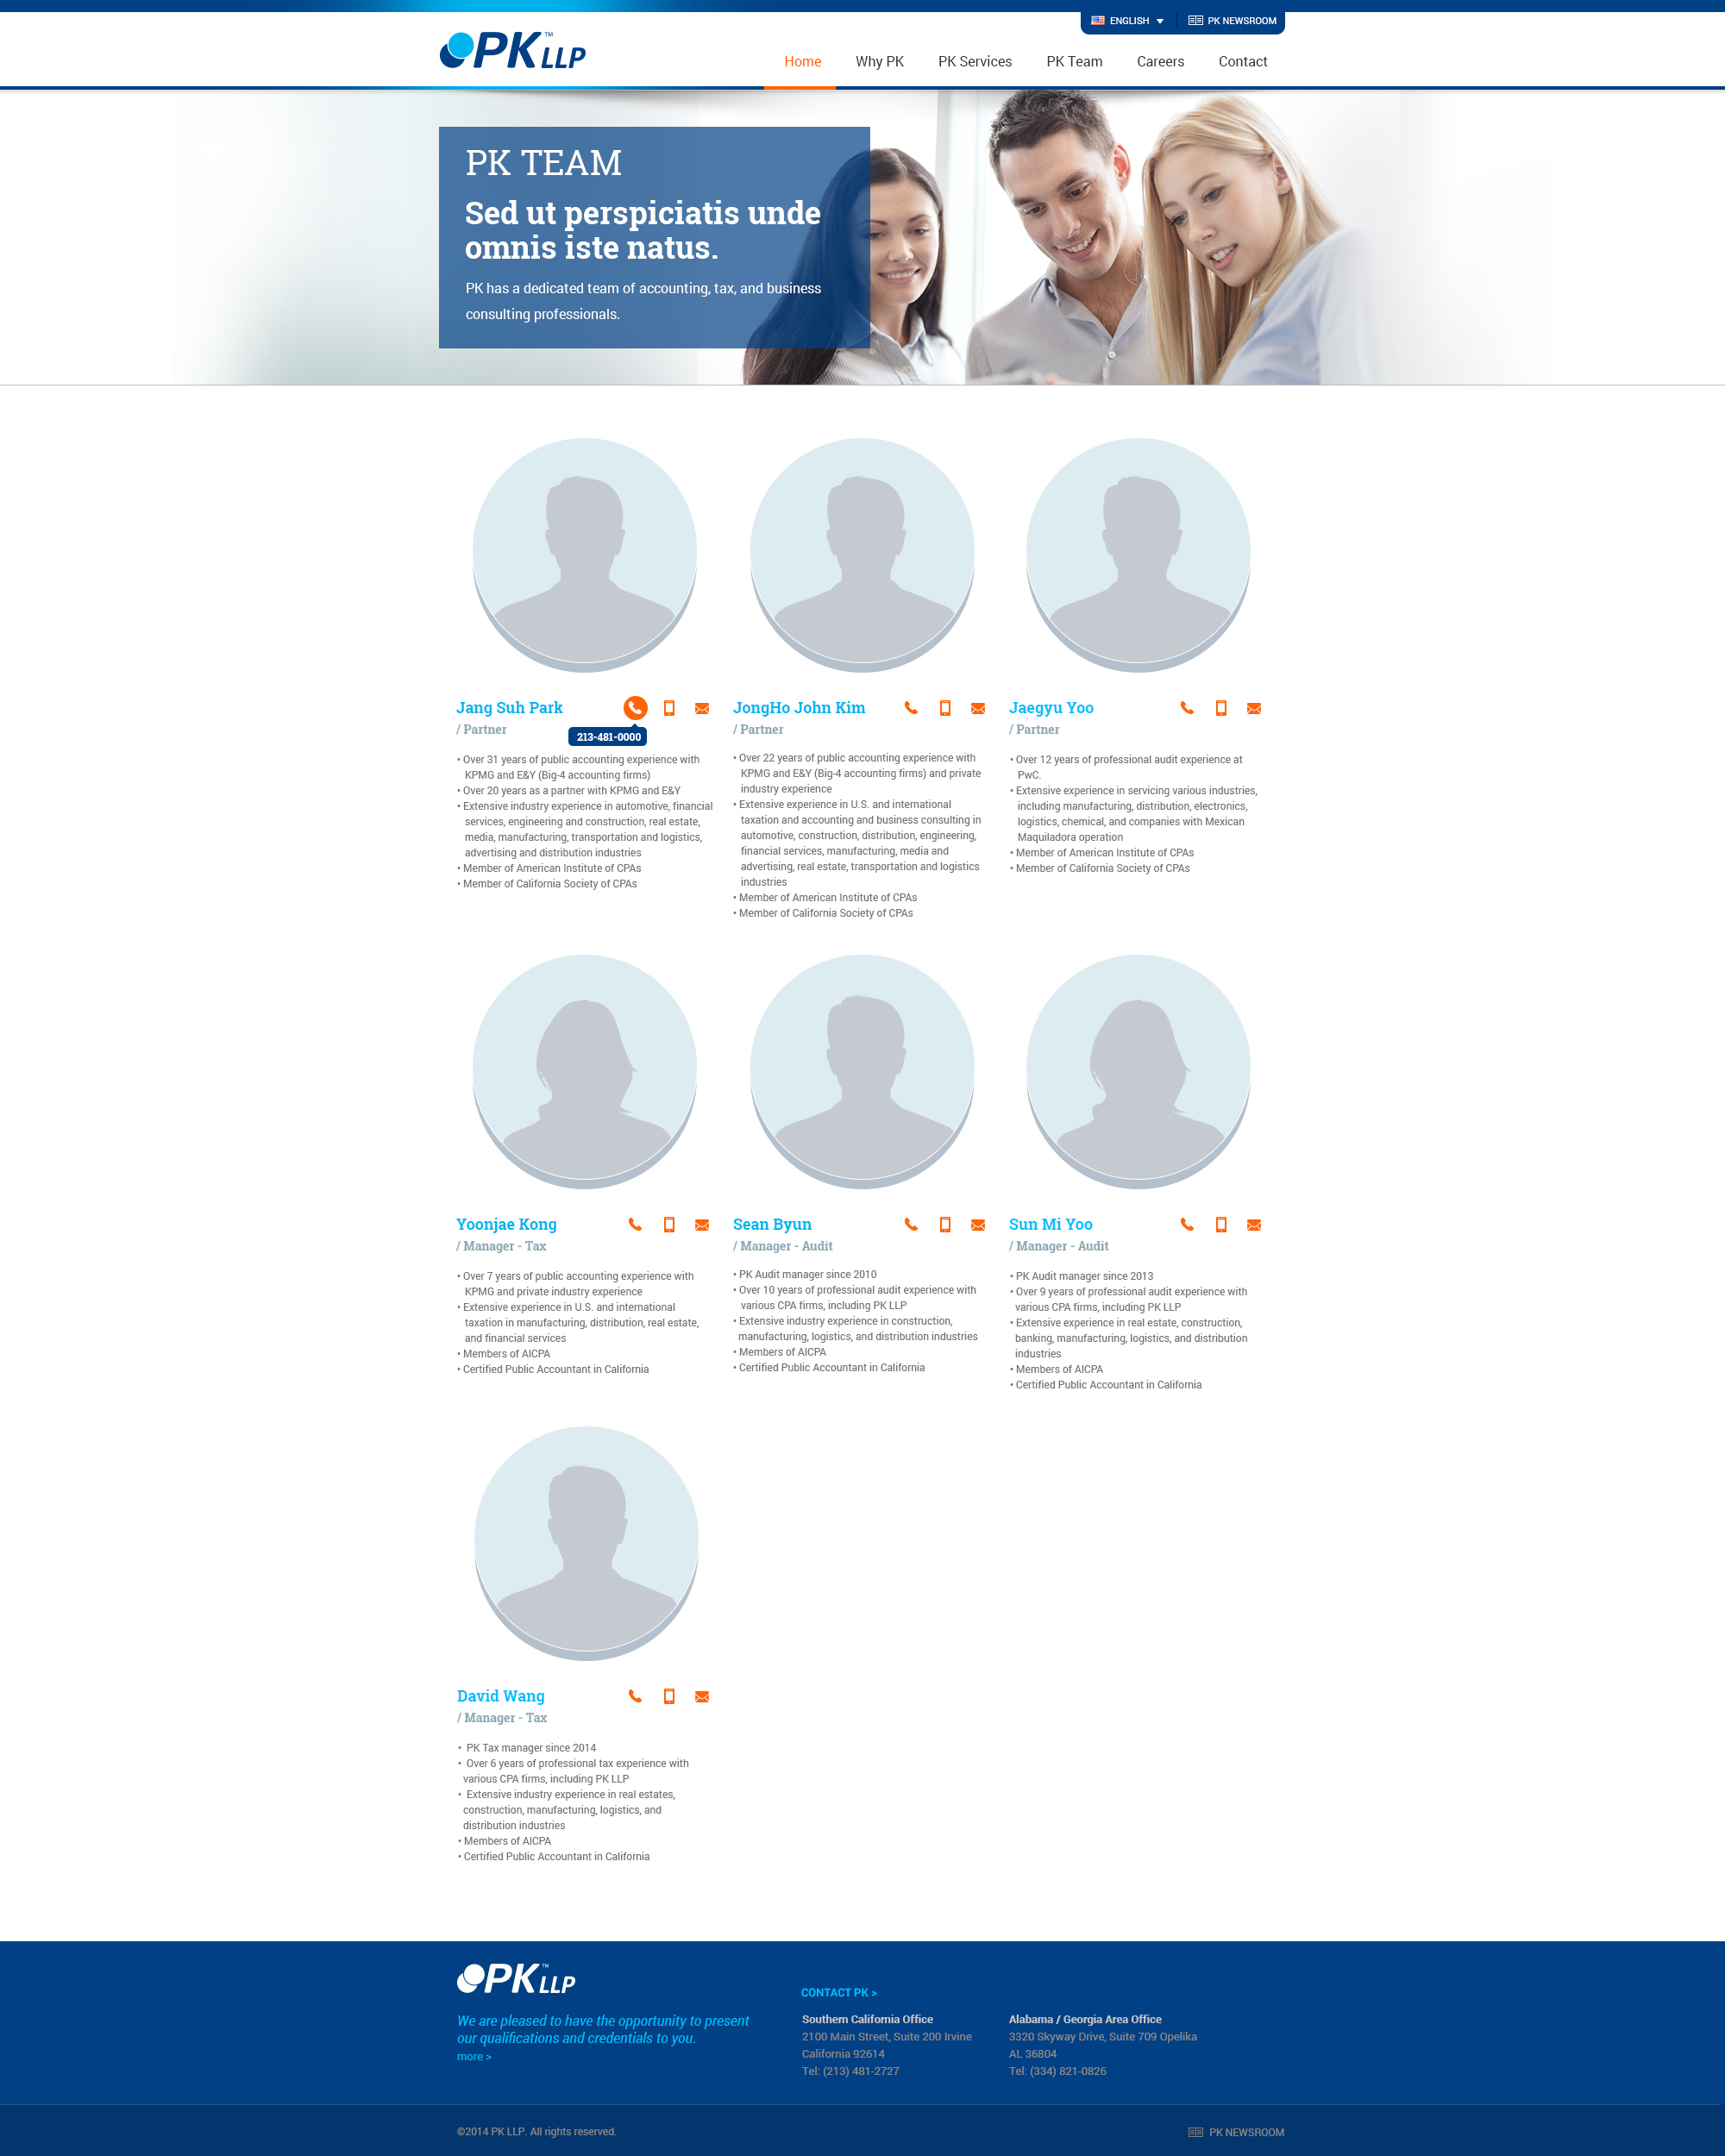 ENGLISH
PK NEWSROOM
PK LLP™
Home
Why PK
PK Services
PK Team
Careers
Contact
PK TEAM
Sed ut perspiciatis unde
omnis iste natus.
PK has a dedicated team of accounting, tax, and business
consulting professionals.
Jang Suh Park
/ Partner
213-481-0000
• Over 31 years of public accounting experience with
KPMG and E&Y (Big-4 accounting firms)
• Over 20 years as a partner with KPMG and E&Y
• Extensive industry experience in automotive, financial
services, engineering and construction, real estate,
media, manufacturing, transportation and logistics,
advertising and distribution industries
• Member of American Institute of CPAs
• Member of California Society of CPAs
JongHo John Kim
/ Partner
• Over 22 years of public accounting experience with
KPMG and E&Y (Big-4 accounting firms) and private
industry experience
• Extensive experience in U.S. and international
taxation and accounting and business consulting in
automotive, construction, distribution, engineering,
financial services, manufacturing, media and
advertising, real estate, transportation and logistics
industries
• Member of American Institute of CPAs
• Member of California Society of CPAs
Jaegyu Yoo
/ Partner
• Over 12 years of professional audit experience at
PwC.
• Extensive experience in servicing various industries,
including manufacturing, distribution, electronics,
logistics, chemical, and companies with Mexican
Maquiladora operation
• Member of American Institute of CPAs
• Member of California Society of CPAs
Yoonjae Kong
/ Manager - Tax
• Over 7 years of public accounting experience with
KPMG and private industry experience
• Extensive experience in U.S. and international
taxation in manufacturing, distribution, real estate,
and financial services
• Members of AICPA
• Certified Public Accountant in California
Sean Byun
/ Manager - Audit
• PK Audit manager since 2010
• Over 10 years of professional audit experience with
various CPA firms, including PK LLP
• Extensive industry experience in construction,
manufacturing, logistics, and distribution industries
• Members of AICPA
• Certified Public Accountant in California
Sun Mi Yoo
/ Manager - Audit
• PK Audit manager since 2013
• Over 9 years of professional audit experience with
various CPA firms, including PK LLP
• Extensive experience in real estate, construction,
banking, manufacturing, logistics, and distribution
industries
• Members of AICPA
• Certified Public Accountant in California
David Wang
/ Manager - Tax
• PK Tax manager since 2014
• Over 6 years of professional tax experience with
various CPA firms, including PK LLP
• Extensive industry experience in real estates,
construction, manufacturing, logistics, and
distribution industries
• Members of AICPA
• Certified Public Accountant in California
PK LLP™
We are pleased to have the opportunity to present
our qualifications and credentials to you.
more >
CONTACT PK >
Southern California Office
2100 Main Street, Suite 200 Irvine
California 92614
Tel: (213) 481-2727
Alabama / Georgia Area Office
3320 Skyway Drive, Suite 709 Opelika
AL 36804
Tel: (334) 821-0826
©2014 PK LLP. All rights reserved.
PK NEWSROOM